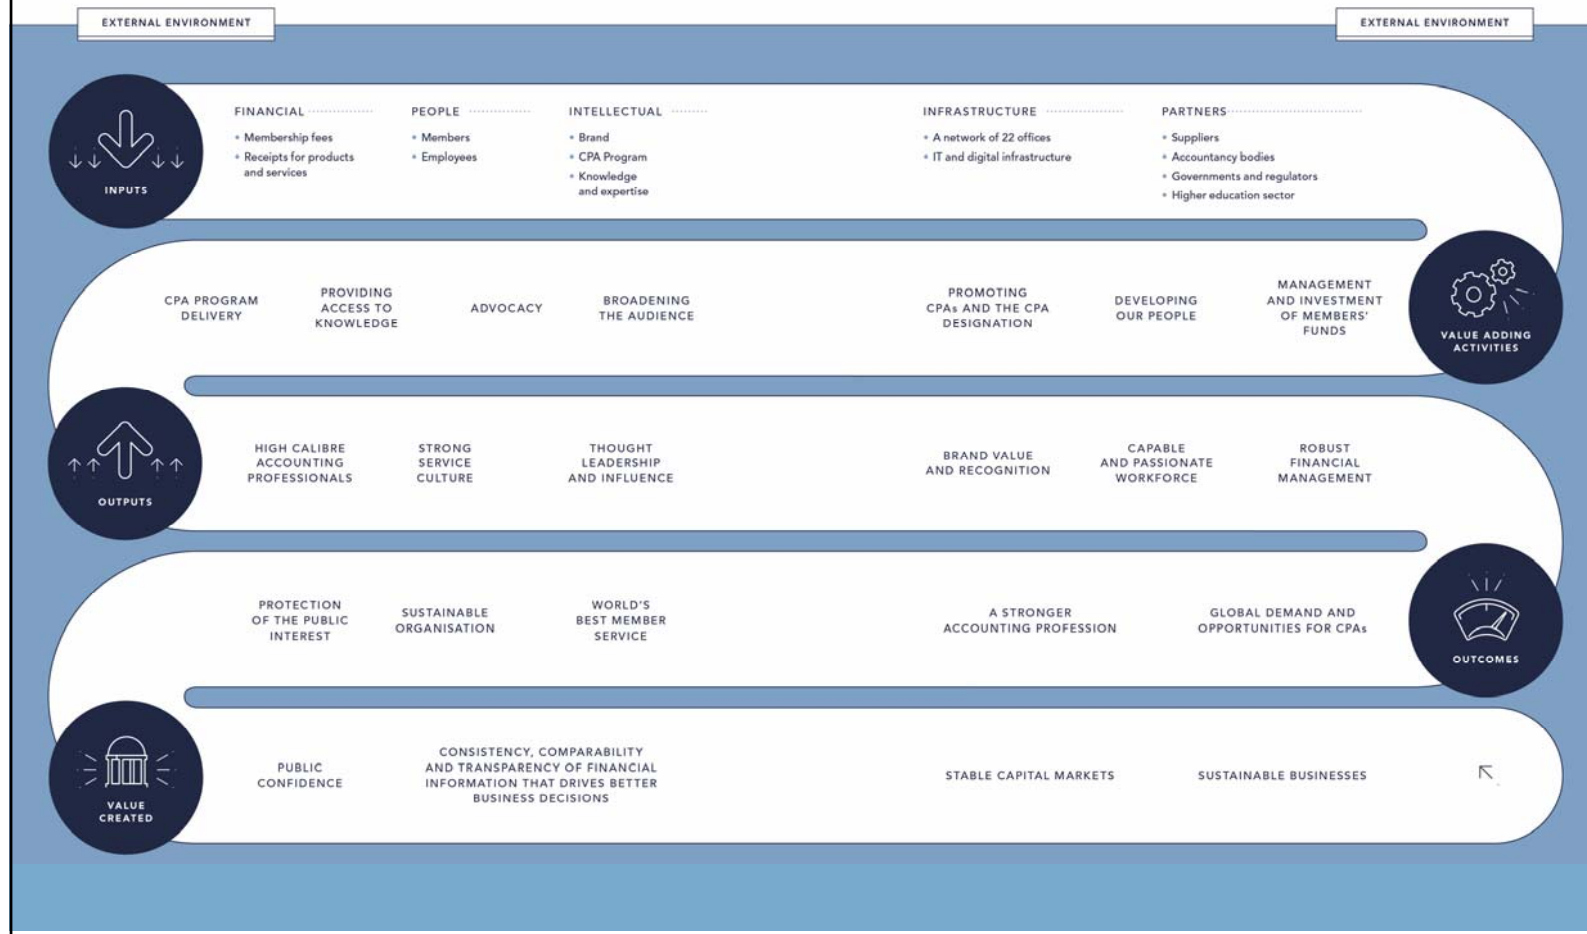 EXTERNAL ENVIRONMENT
EXTERNAL ENVIRONMENT
INPUTS
FINANCIAL
• Membership fees
• Receipts for products
and services
PEOPLE
• Members
• Employees
INTELLECTUAL
• Brand
• CPA Program
• Knowledge
and expertise
INFRASTRUCTURE
• A network of 22 offices
• IT and digital infrastructure
PARTNERS
• Suppliers
• Accountancy bodies
• Governments and regulators
• Higher education sector
CPA PROGRAM
DELIVERY
PROVIDING
ACCESS TO
KNOWLEDGE
ADVOCACY
BROADENING
THE AUDIENCE
PROMOTING
CPAs AND THE CPA
DESIGNATION
DEVELOPING
OUR PEOPLE
MANAGEMENT
AND INVESTMENT
OF MEMBERS'
FUNDS
VALUE ADDING
ACTIVITIES
OUTPUTS
HIGH CALIBRE
ACCOUNTING
PROFESSIONALS
STRONG
SERVICE
CULTURE
THOUGHT
LEADERSHIP
AND INFLUENCE
BRAND VALUE
AND RECOGNITION
CAPABLE
AND PASSIONATE
WORKFORCE
ROBUST
FINANCIAL
MANAGEMENT
PROTECTION
OF THE PUBLIC
INTEREST
SUSTAINABLE
ORGANISATION
WORLD'S
BEST MEMBER
SERVICE
A STRONGER
ACCOUNTING PROFESSION
GLOBAL DEMAND AND
OPPORTUNITIES FOR CPAs
OUTCOMES
VALUE
CREATED
PUBLIC
CONFIDENCE
CONSISTENCY, COMPARABILITY
AND TRANSPARENCY OF FINANCIAL
INFORMATION THAT DRIVES BETTER
BUSINESS DECISIONS
STABLE CAPITAL MARKETS
SUSTAINABLE BUSINESSES